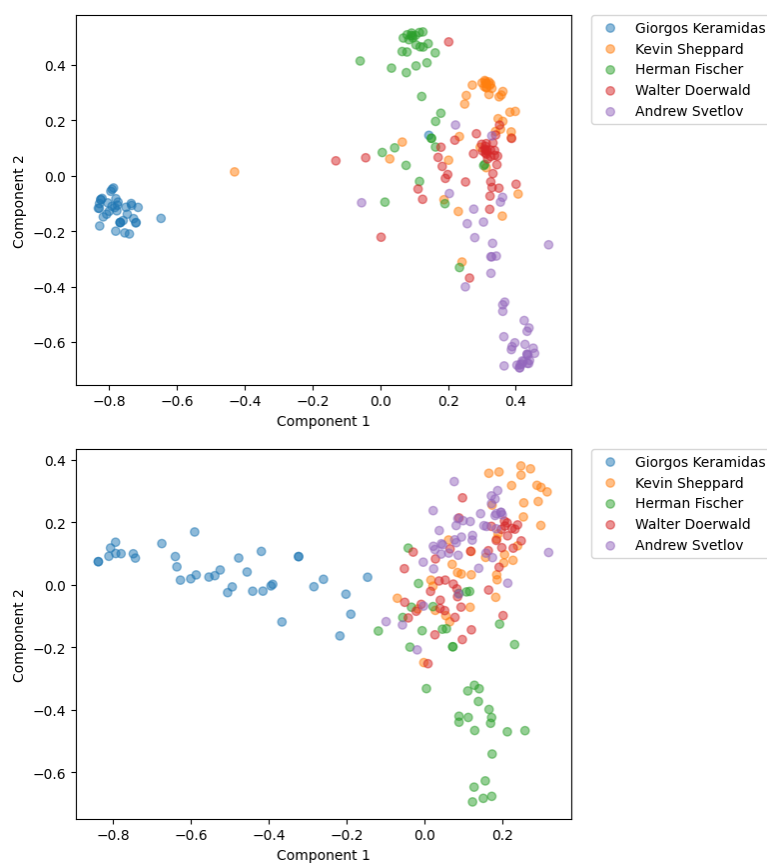 0.4
0.2
0.0
−0.2
−0.4
−0.6
Component 2
−0.8
−0.6
−0.4
−0.2
0.0
0.2
0.4
Component 1
Giorgos Keramidas
Kevin Sheppard
Herman Fischer
Walter Doerwald
Andrew Svetlov
0.4
0.2
0.0
−0.2
−0.4
−0.6
Component 2
−0.8
−0.6
−0.4
−0.2
0.0
0.2
Component 1
Giorgos Keramidas
Kevin Sheppard
Herman Fischer
Walter Doerwald
Andrew Svetlov